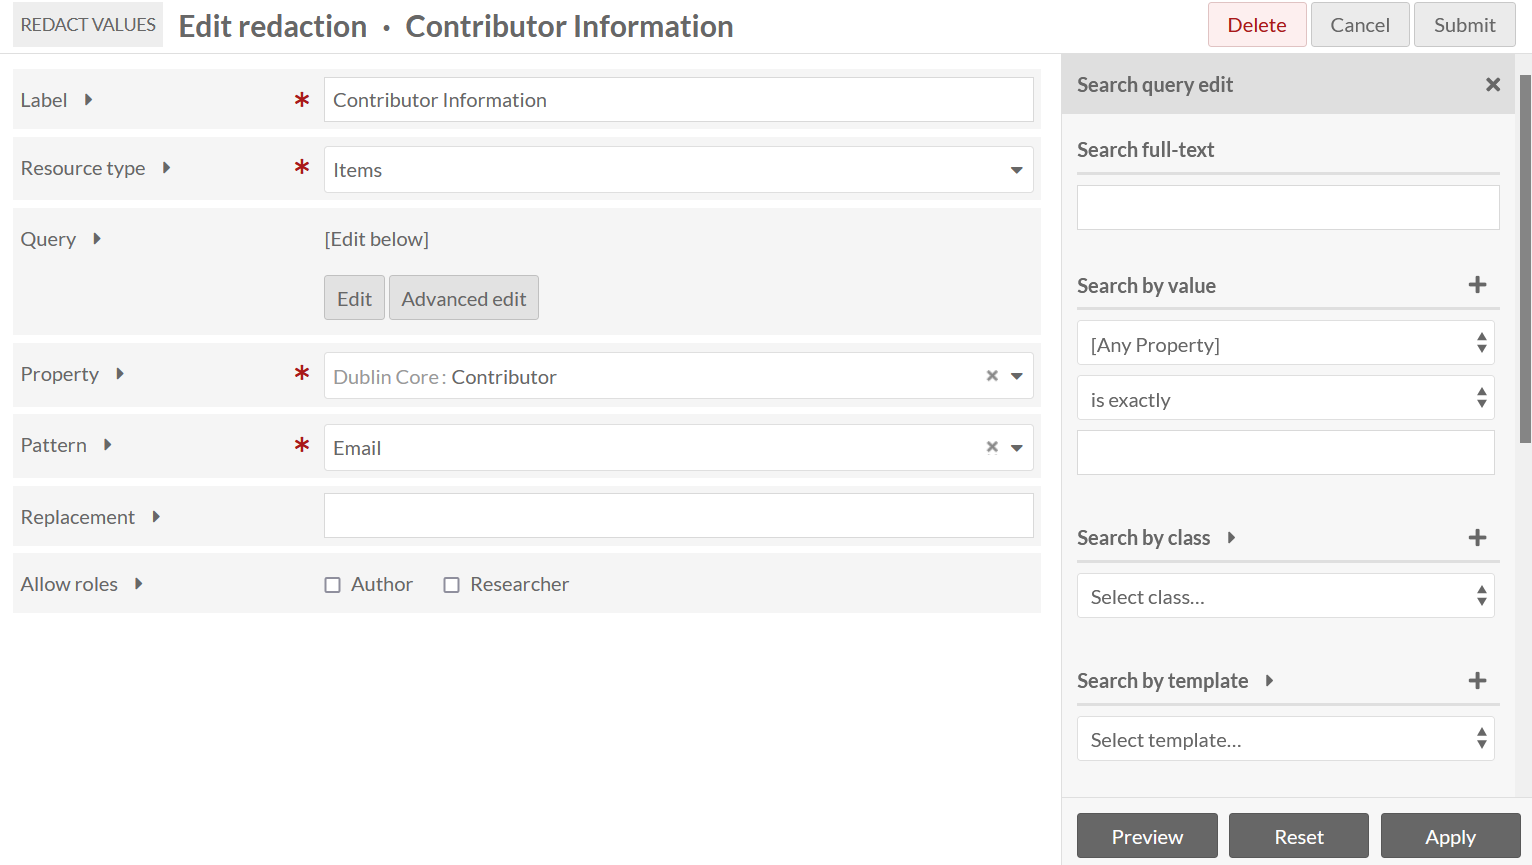 REDACT VALUES Edit redaction · Contributor Information Delete Cancel Submit
Label * Contributor Information
Resource type * Items
Query [Edit below]
Edit Advanced edit
Property * Dublin Core: Contributor
Pattern * Email
Replacement
Allow roles Author Researcher
Search query edit
Search full-text
Search by value
[Any Property]
is exactly
Search by class
Select class…
Search by template
Select template…
Preview Reset Apply